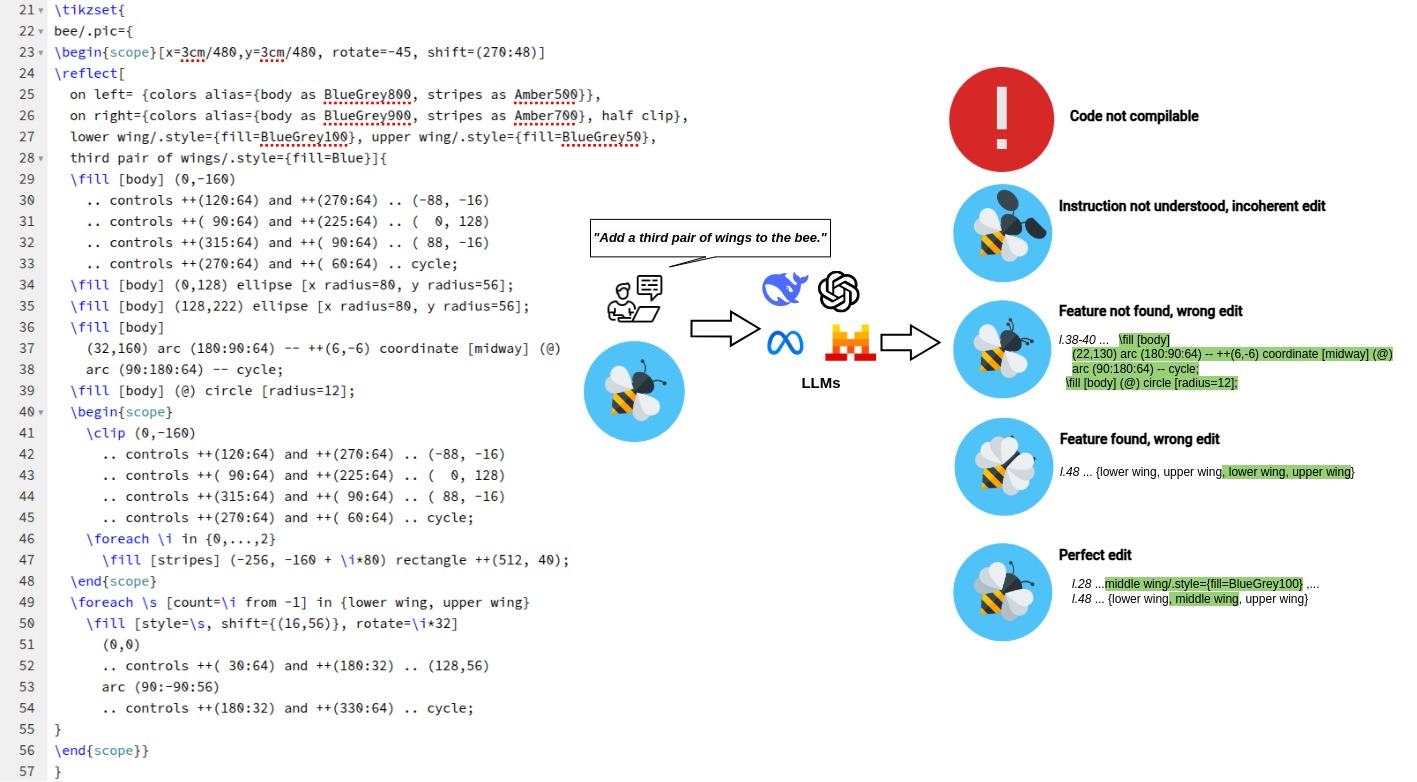 21 \tikzset{
22 bee/.pic={
23 \begin{scope}[x=3cm/480,y=3cm/480, rotate=-45, shift=(270:48)]
24 \reflect[
25 on left= {colors alias={body as BlueGrey800, stripes as Amber500}},
26 on right={colors alias={body as BlueGrey900, stripes as Amber700}, half clip},
27 lower wing/.style={fill=BlueGrey100}, upper wing/.style={fill=BlueGrey50},
28 third pair of wings/.style={fill=Blue}]{
29 \fill [body] (0,-160)
30 .. controls ++(120:64) and ++(270:64) .. (-88, -16)
31 .. controls ++( 90:64) and ++(225:64) .. (  0, 128)
32 .. controls ++(315:64) and ++( 90:64) .. ( 88, -16)
33 .. controls ++(270:64) and ++( 60:64) .. cycle;
34 \fill [body] (0,128) ellipse [x radius=80, y radius=56];
35 \fill [body] (128,222) ellipse [x radius=80, y radius=56];
36 \fill [body]
37 (32,160) arc (180:90:64) -- ++(6,-6) coordinate [midway] (@)
38 arc (90:180:64) -- cycle;
39 \fill [body] (@) circle [radius=12];
40 \begin{scope}
41 \clip (0,-160)
42 .. controls ++(120:64) and ++(270:64) .. (-88, -16)
43 .. controls ++( 90:64) and ++(225:64) .. (  0, 128)
44 .. controls ++(315:64) and ++( 90:64) .. ( 88, -16)
45 .. controls ++(270:64) and ++( 60:64) .. cycle;
46 \foreach \i in {0,...,2}
47 \fill [stripes] (-256, -160 + \i*80) rectangle ++(512, 40);
48 \end{scope}
49 \foreach \s [count=\i from -1] in {lower wing, upper wing}
50 \fill [style=\s, shift={(16,56)}, rotate=\i*32]
51 (0,0)
52 .. controls ++( 30:64) and ++(180:32) .. (128,56)
53 arc (90:-90:56)
54 .. controls ++(180:32) and ++(330:64) .. cycle;
55 }
56 \end{scope}}
57 }
"Add a third pair of wings to the bee."
LLMs
Code not compilable
Instruction not understood, incoherent edit
Feature not found, wrong edit
l.38-40 ... \fill [body]
(22,130) arc (180:90:64) -- ++(6,-6) coordinate [midway] (@)
arc (90:180:64) -- cycle;
\fill [body] (@) circle [radius=12];
Feature found, wrong edit
l.48 ... {lower wing, upper wing, lower wing, upper wing}
Perfect edit
l.28 ...middle wing/.style={fill=BlueGrey100} ,...
l.48 ... {lower wing, middle wing, upper wing}